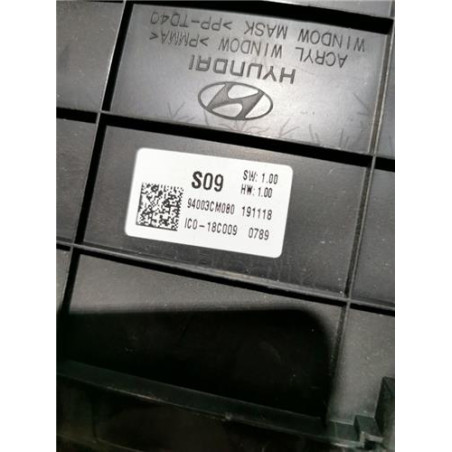 WINDOW MASK >PP-TD40
ACRYL WINDOW >PMMA<
HYUNDAI
S09
SW: 1.00
HW: 1.00
94003CM080 191118
IC0-18C009 0789